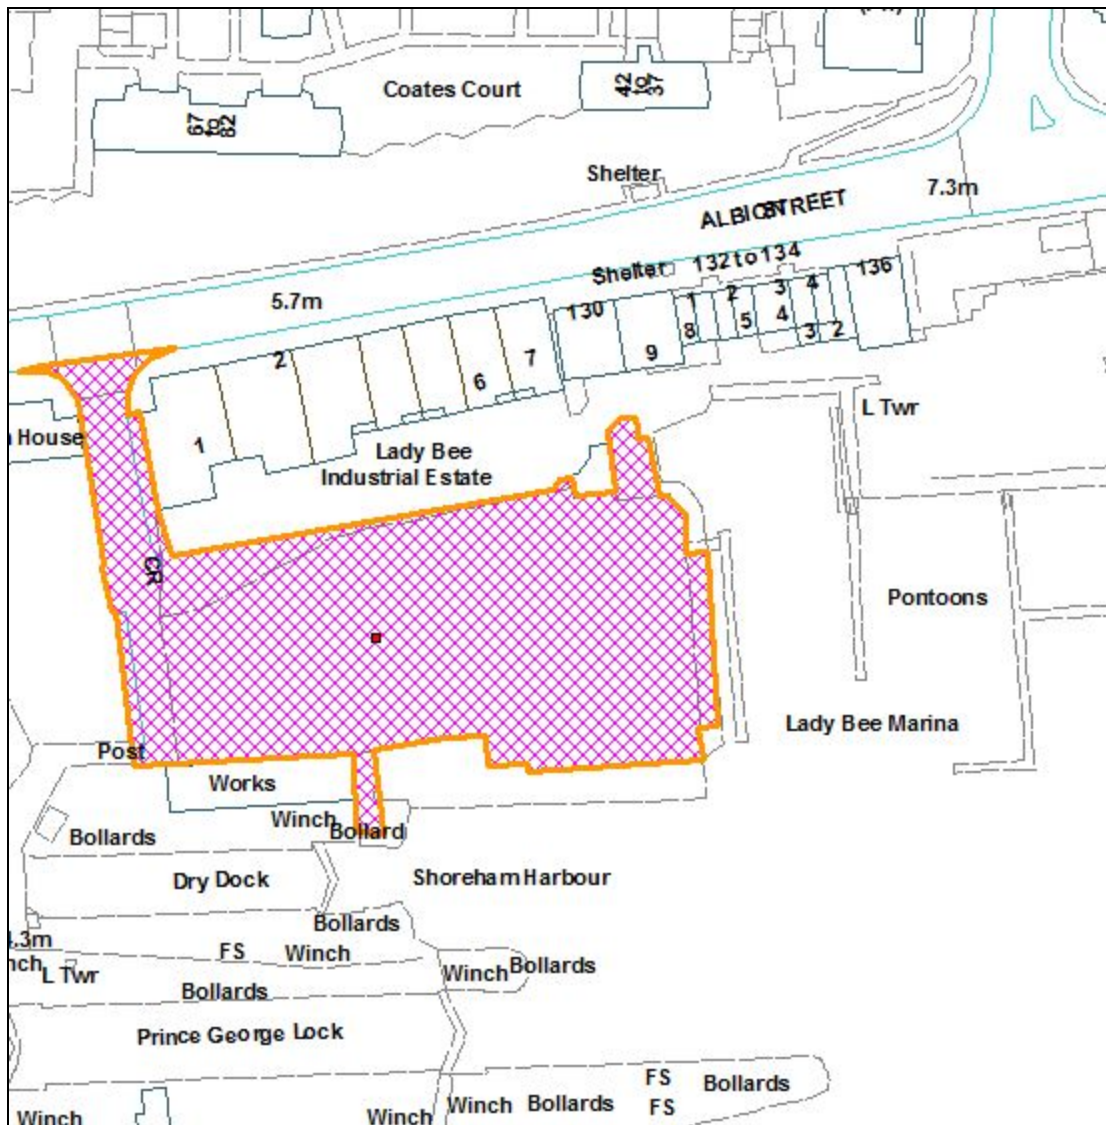 Coates Court
42
to
37
67
to
82
Shelter
7.3m
ALBION STREET
Shelter
132 to 134
136
5.7m
130
1
2
3
4
8
5
4
3
2
9
2
7
6
1
House
L Twr
Lady Bee
Industrial Estate
CR
Pontoons
Lady Bee Marina
Post
Works
Winch
Bollard
Bollards
Dry Dock
Shoreham Harbour
Bollards
.3m
FS
Winch
nch
L Twr
Winch
Bollards
Bollards
Prince George Lock
FS
Bollards
Winch
Winch
Winch
Bollards
FS